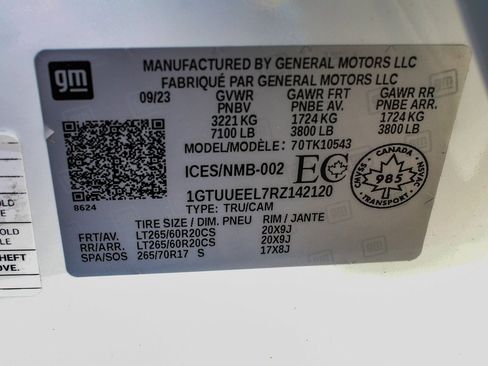 gm
MANUFACTURED BY GENERAL MOTORS LLC
FABRIQUÉ PAR GENERAL MOTORS LLC
09/23 GVWR GAWR FRT GAWR RR
PNBV PNBE AV. PNBE ARR.
3221 KG 1724 KG 1724 KG
7100 LB 3800 LB 3800 LB
MODEL/MODÈLE: 70TK10543
ICES/NMB-002 EC
CANADA
985
TRANSPORT
CMVSS
NSVAC
1GTUUEEL7RZ142120
8624 TYPE: TRU/CAM
TIRE SIZE / DIM. PNEU RIM / JANTE
FRT/AV. LT265/60R20CS 20X9J
RR/ARR. LT265/60R20CS 20X9J
SPA/SOS 265/70R17 S 17X8J
OLD
LE
OLD
LE
HEFT
OVE.